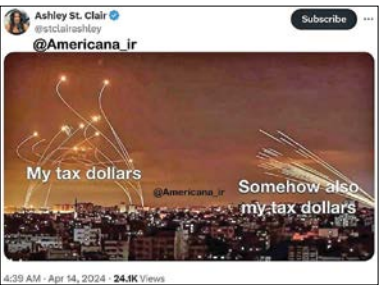 Ashley St. Clair
@stclairashley
Subscribe
@Americana_ir
My tax dollars
@Americana_ir
Somehow also
my tax dollars
4:39 AM · Apr 14, 2024 · 24.1K Views